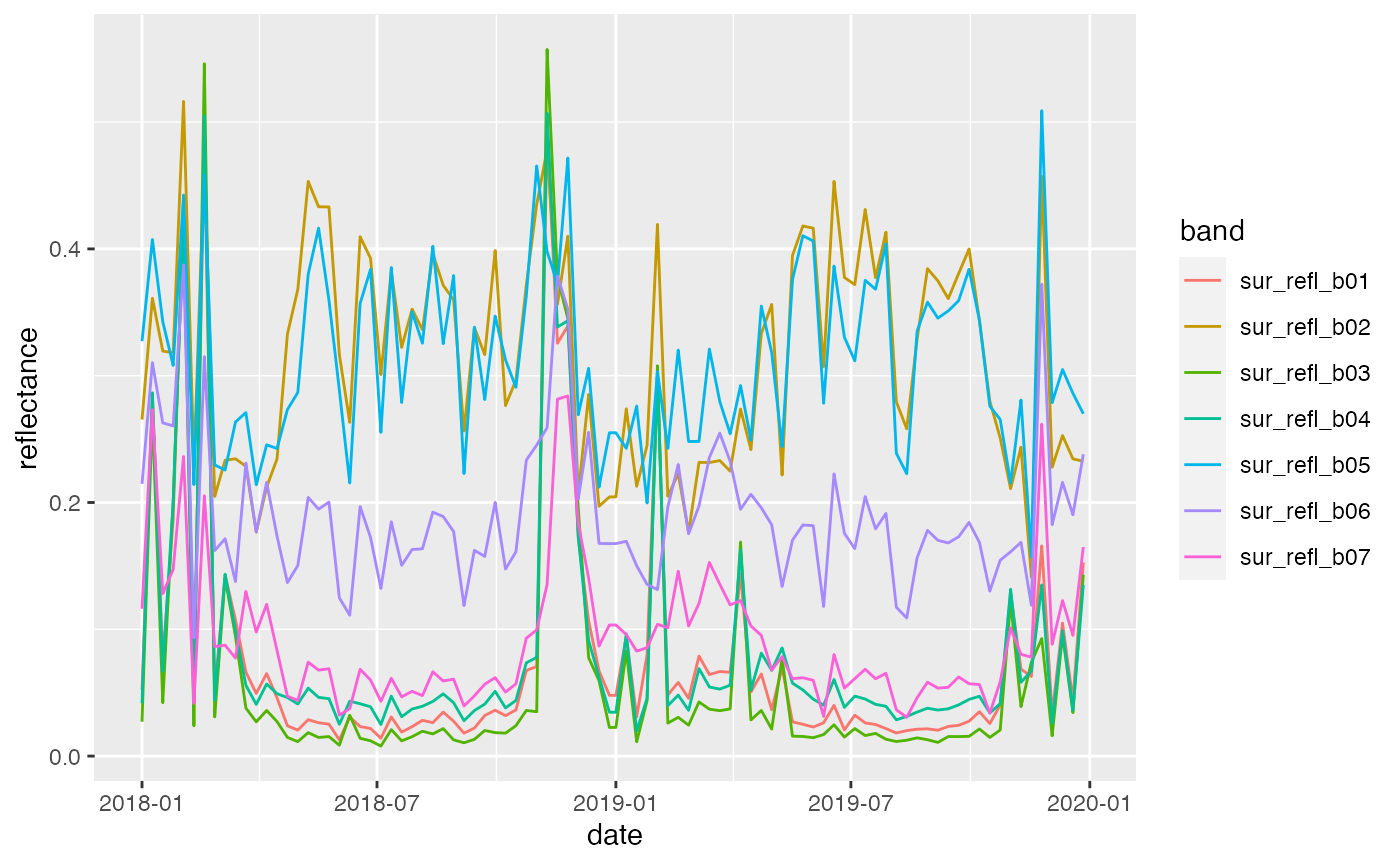 reflectance
0.4
0.2
0.0
2018-01
2018-07
2019-01
2019-07
2020-01
date
band
sur_refl_b01
sur_refl_b02
sur_refl_b03
sur_refl_b04
sur_refl_b05
sur_refl_b06
sur_refl_b07